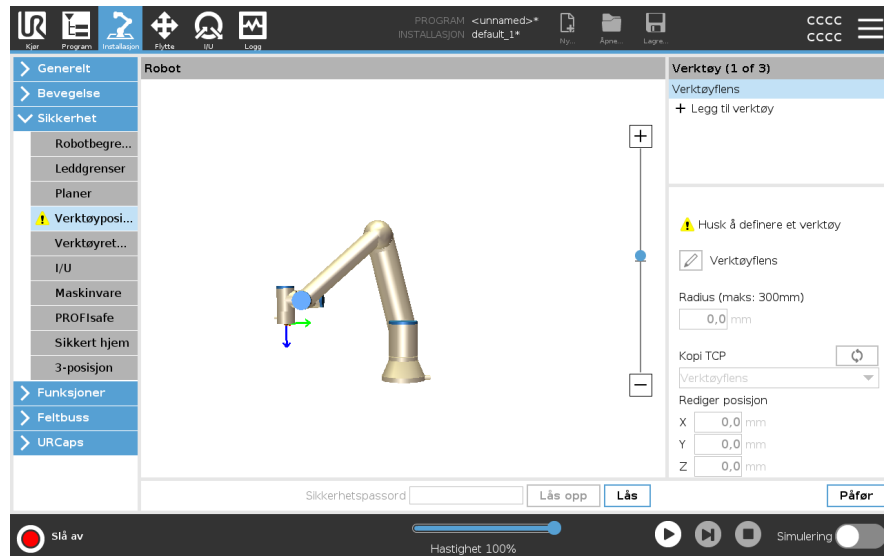 PROGRAM <unnamed>*
INSTALLASJON default_1*
CCCC
CCCC
Kjør Program Installasjon Flytte I/U Logg Ny... Åpne... Lagre...
Generelt
Bevegelse
Sikkerhet
Robotbegre...
Leddgrenser
Planer
Verktøyposi...
Verktøyret...
I/U
Maskinvare
PROFIsafe
Sikkert hjem
3-posisjon
Funksjoner
Feltbuss
URCaps
Robot
Verktøy (1 of 3)
Verktøyflens
+ Legg til verktøy
Husk å definere et verktøy
Verktøyflens
Radius (maks: 300mm)
0,0 mm
Kopi TCP
Verktøyflens
Rediger posisjon
X 0,0 mm
Y 0,0 mm
Z 0,0 mm
Sikkerhetspassord Lås opp Lås Påfør
Slå av
Hastighet 100%
Simulering